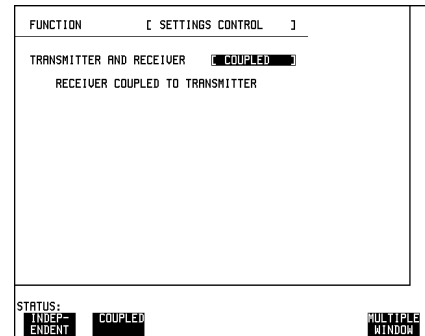 FUNCTION [ SETTINGS CONTROL ]
TRANSMITTER AND RECEIVER [ COUPLED ]
RECEIVER COUPLED TO TRANSMITTER
STATUS:
INDEP-
ENDENT
COUPLED
MULTIPLE
WINDOW